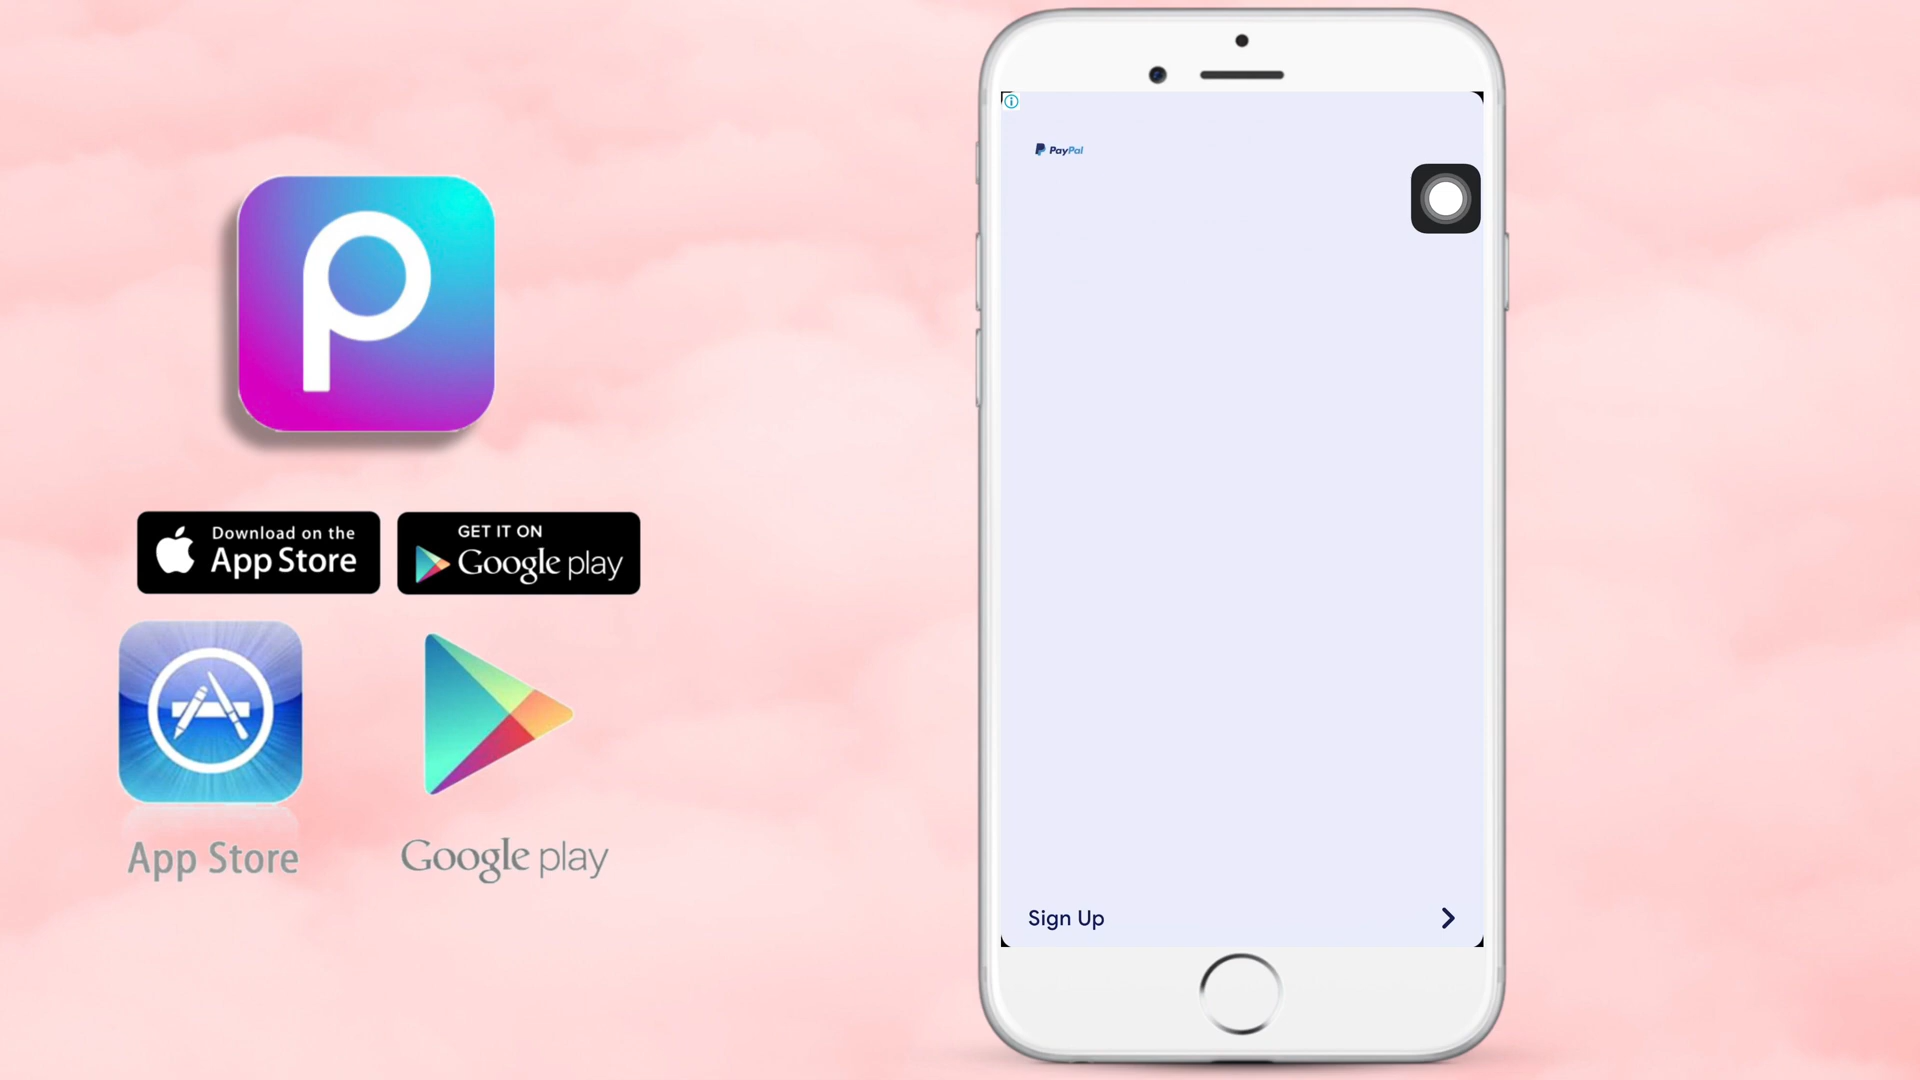 Download on the
App Store
GET IT ON
Google play
App Store
Google play
PayPal
Sign Up